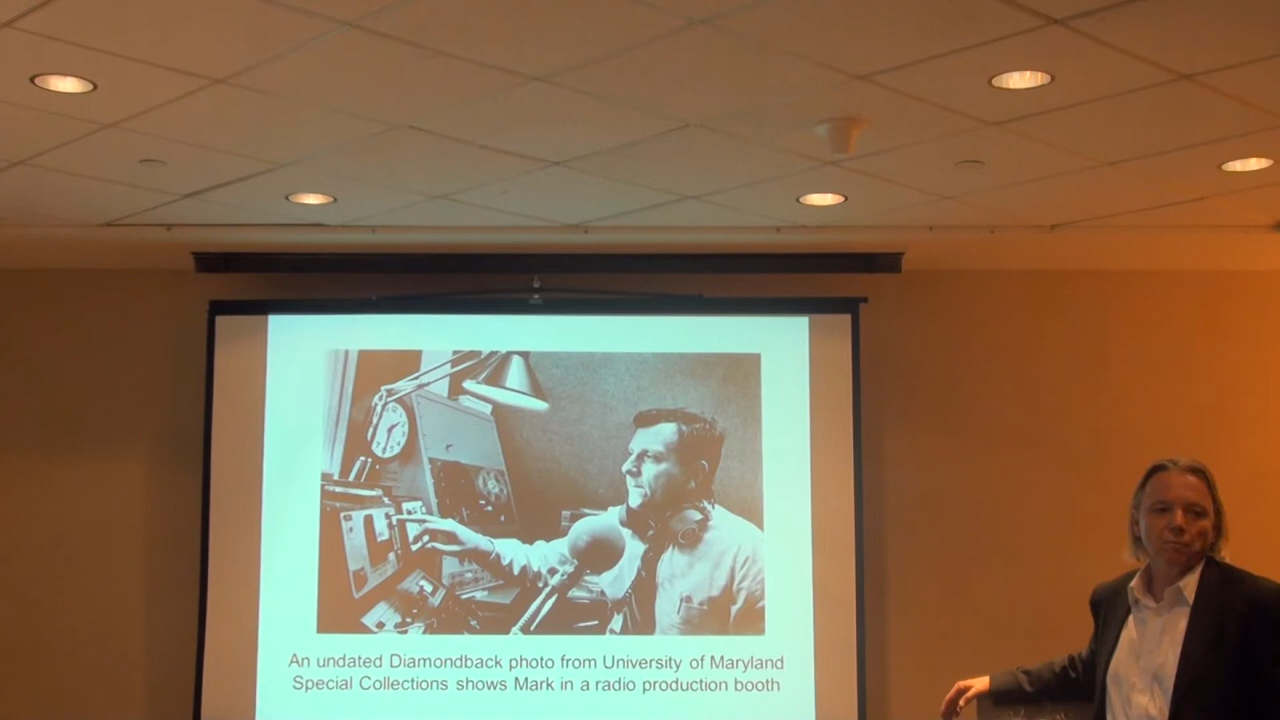 An undated Diamondback photo from University of Maryland
Special Collections shows Mark in a radio production booth